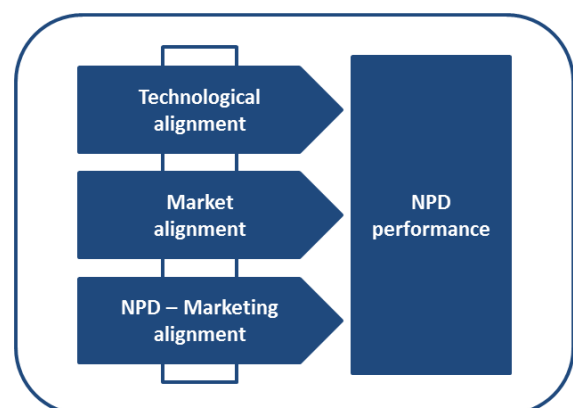 Technological
alignment
Market
alignment
NPD – Marketing
alignment
NPD
performance